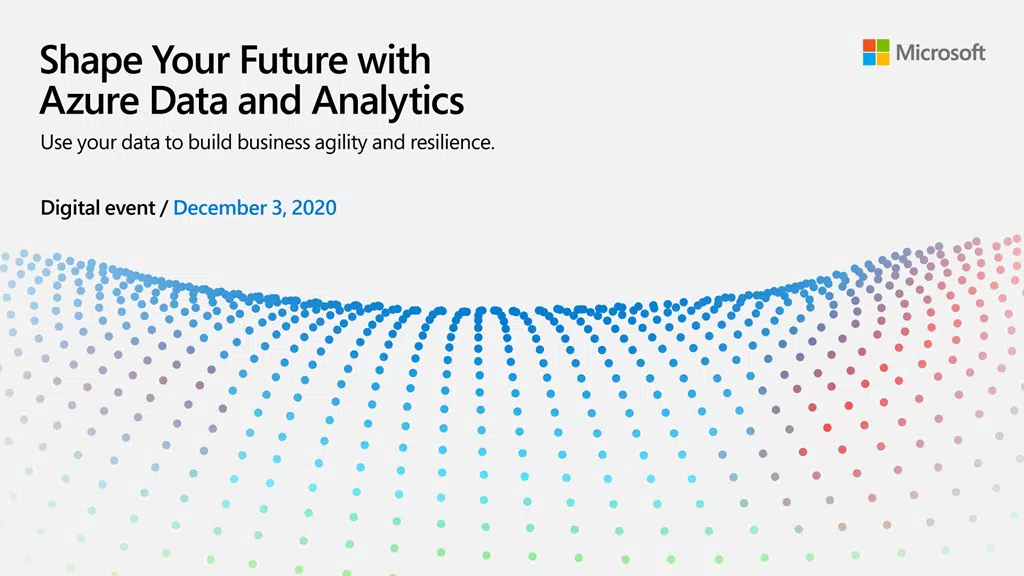 Shape Your Future with
Azure Data and Analytics
Use your data to build business agility and resilience.
Digital event / December 3, 2020
Microsoft